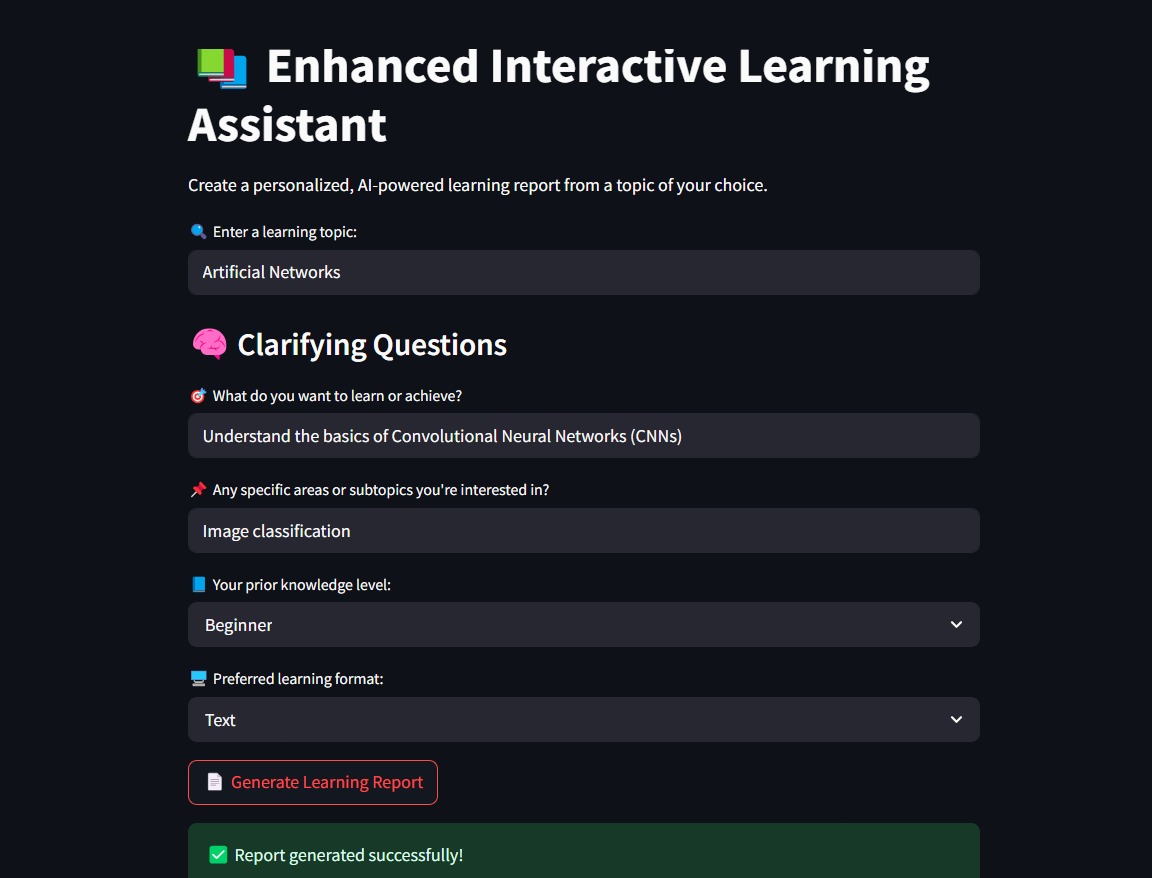 📚 Enhanced Interactive Learning
Assistant
Create a personalized, AI-powered learning report from a topic of your choice.
🔍 Enter a learning topic:
Artificial Networks
🧠 Clarifying Questions
🎯 What do you want to learn or achieve?
Understand the basics of Convolutional Neural Networks (CNNs)
📌 Any specific areas or subtopics you're interested in?
Image classification
📘 Your prior knowledge level:
Beginner
🖥️ Preferred learning format:
Text
📄 Generate Learning Report
✅ Report generated successfully!